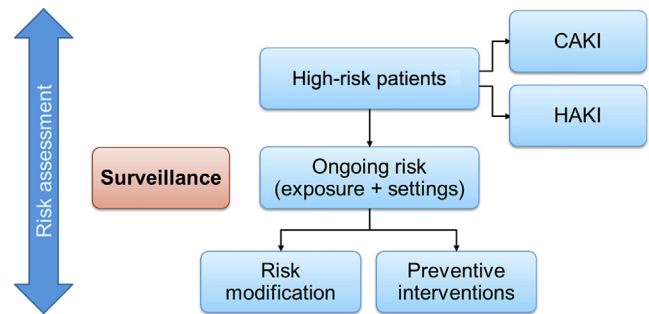 Risk assessment
CAKI
High-risk patients
HAKI
Surveillance
Ongoing risk
(exposure + settings)
Risk
modification
Preventive
interventions